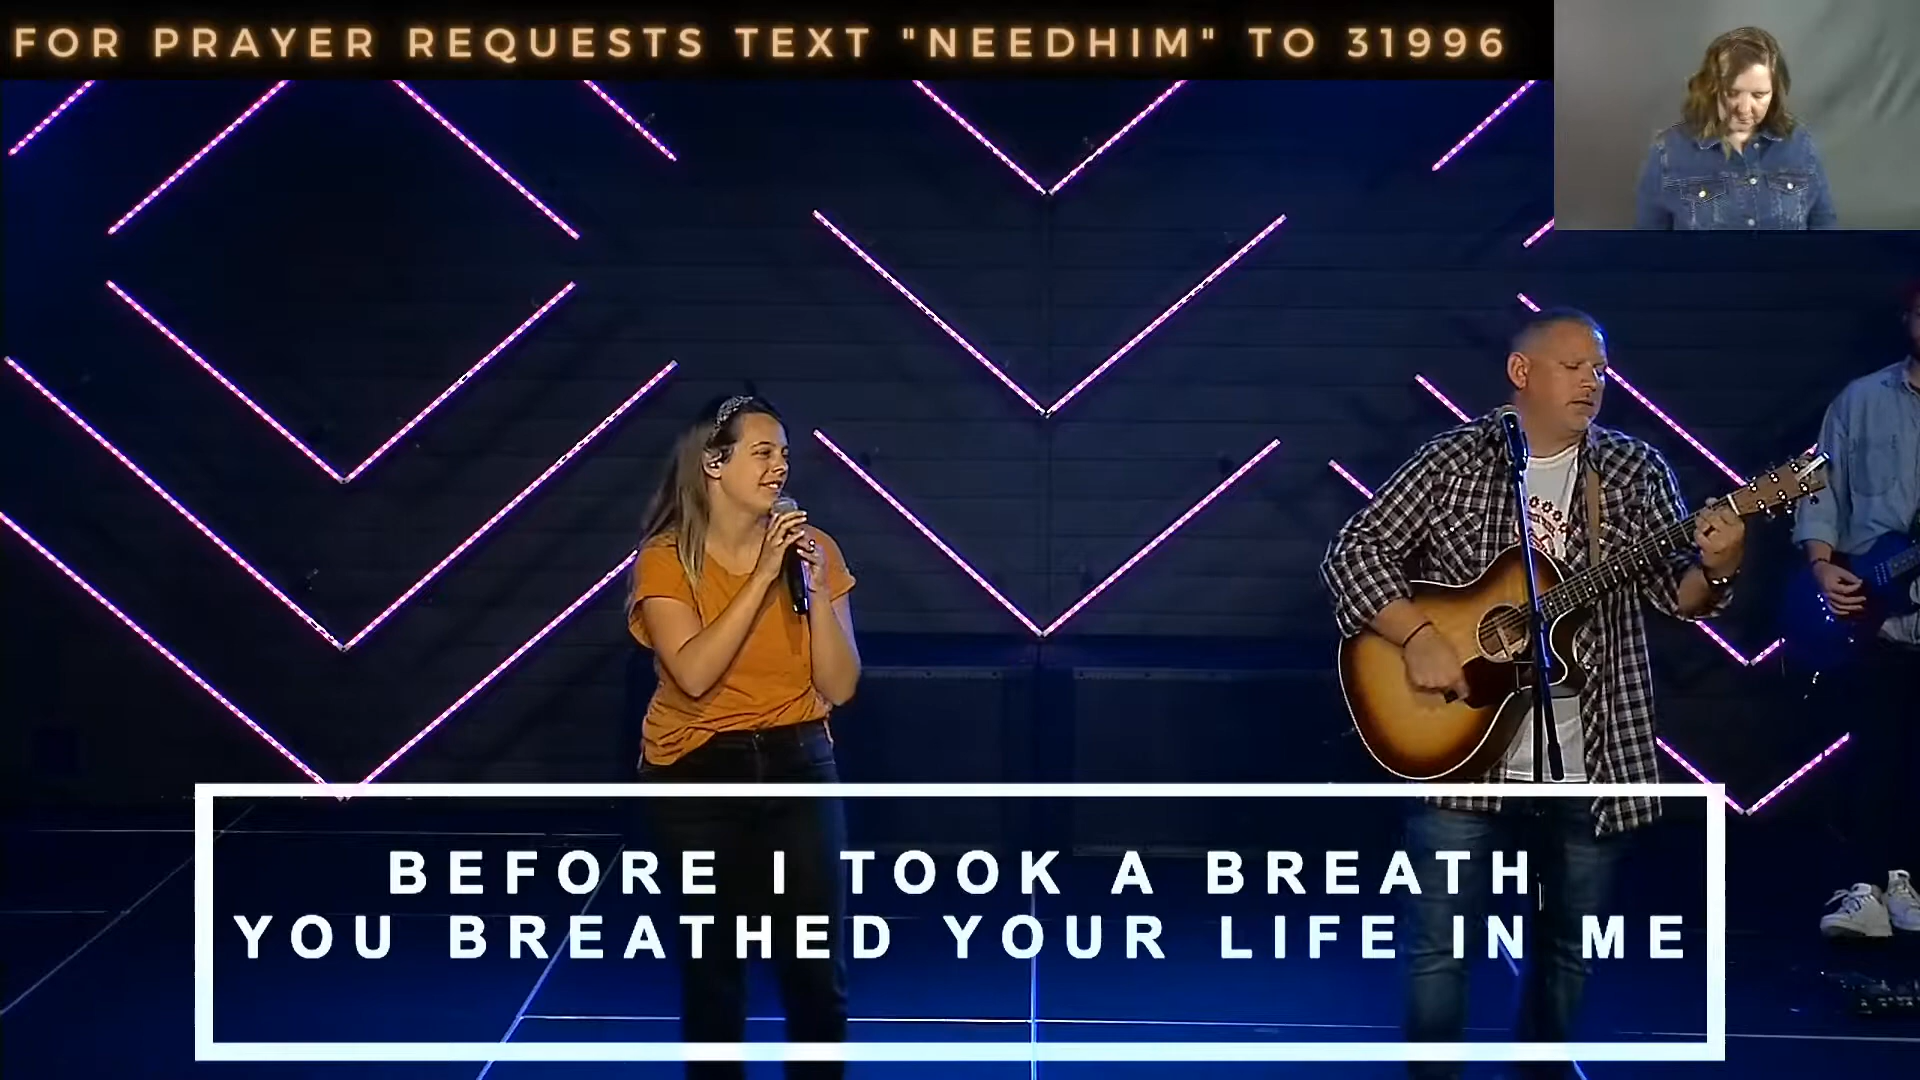 FOR PRAYER REQUESTS TEXT "NEEDHIM" TO 31996
BEFORE I TOOK A BREATH
YOU BREATHED YOUR LIFE IN ME